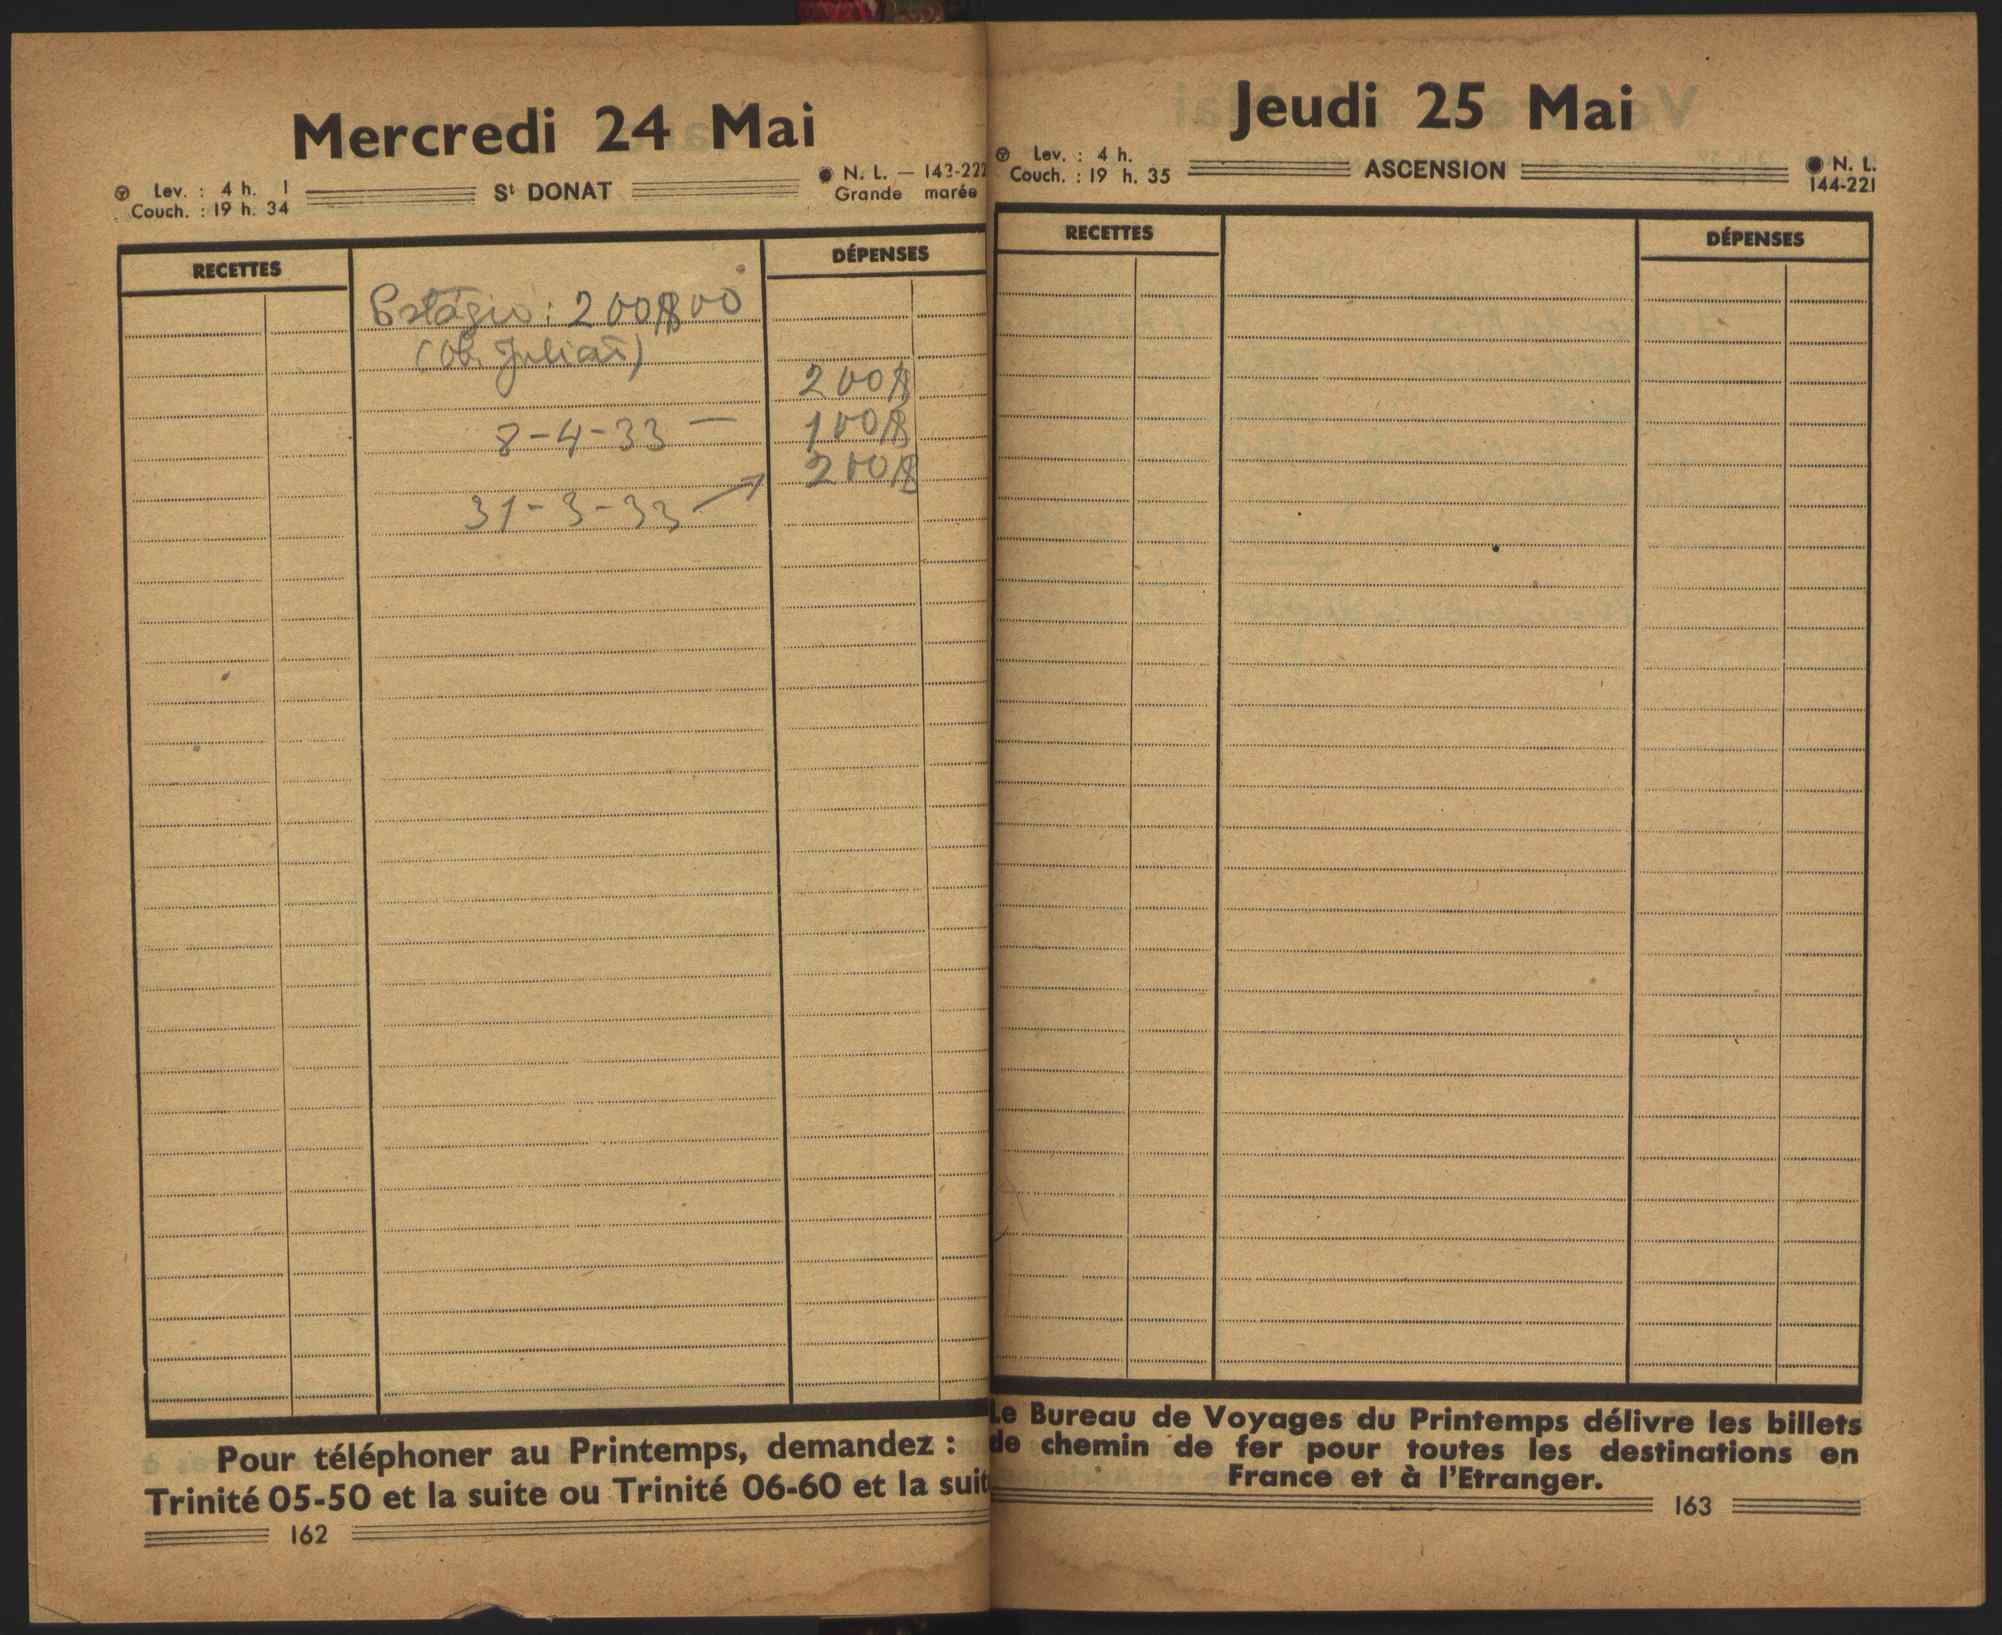 Mercredi 24 Mai
Lev. : 4 h. 1
Couch. : 19 h. 34
St DONAT
N. L. — 143-222
Grande marée
RECETTES
DÉPENSES
Estágio: 200$00
(Ob. Julião)
200$
8-4-33 — 100$
200$
31-3-33
Pour téléphoner au Printemps, demandez :
Trinité 05-50 et la suite ou Trinité 06-60 et la suit
162
Jeudi 25 Mai
Lev. : 4 h.
Couch. : 19 h. 35
ASCENSION
N. L.
144-221
RECETTES
DÉPENSES
Le Bureau de Voyages du Printemps délivre les billets
de chemin de fer pour toutes les destinations en
France et à l'Etranger.
163